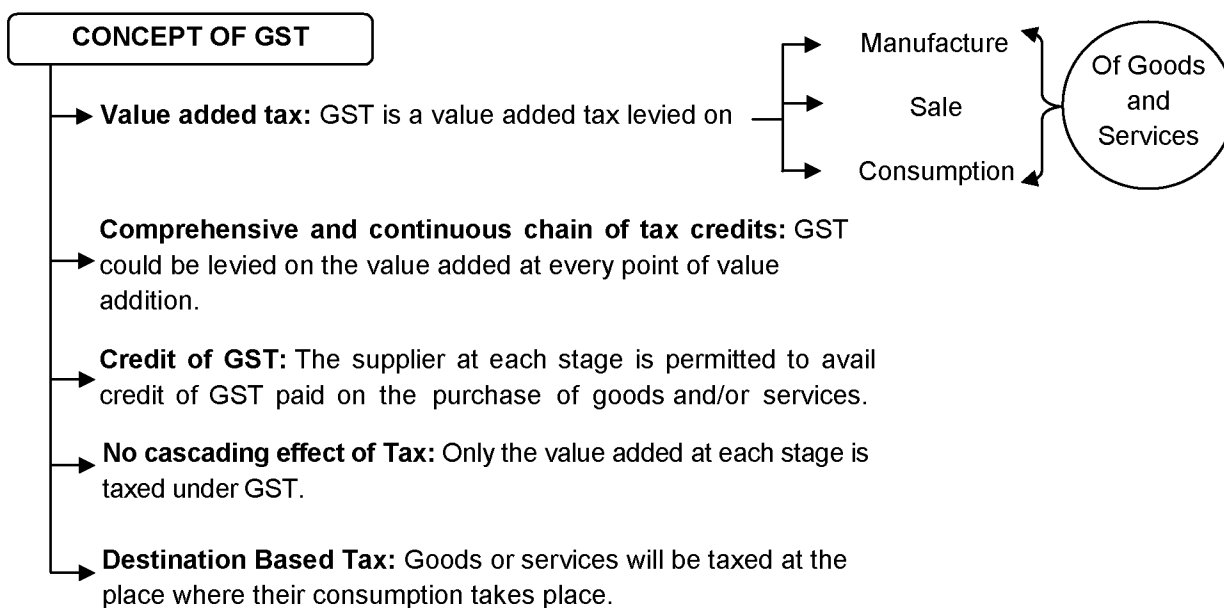 CONCEPT OF GST
Value added tax: GST is a value added tax levied on
Manufacture
Sale
Consumption
Of Goods
and
Services
Comprehensive and continuous chain of tax credits: GST
could be levied on the value added at every point of value
addition.
Credit of GST: The supplier at each stage is permitted to avail
credit of GST paid on the purchase of goods and/or services.
No cascading effect of Tax: Only the value added at each stage is
taxed under GST.
Destination Based Tax: Goods or services will be taxed at the
place where their consumption takes place.